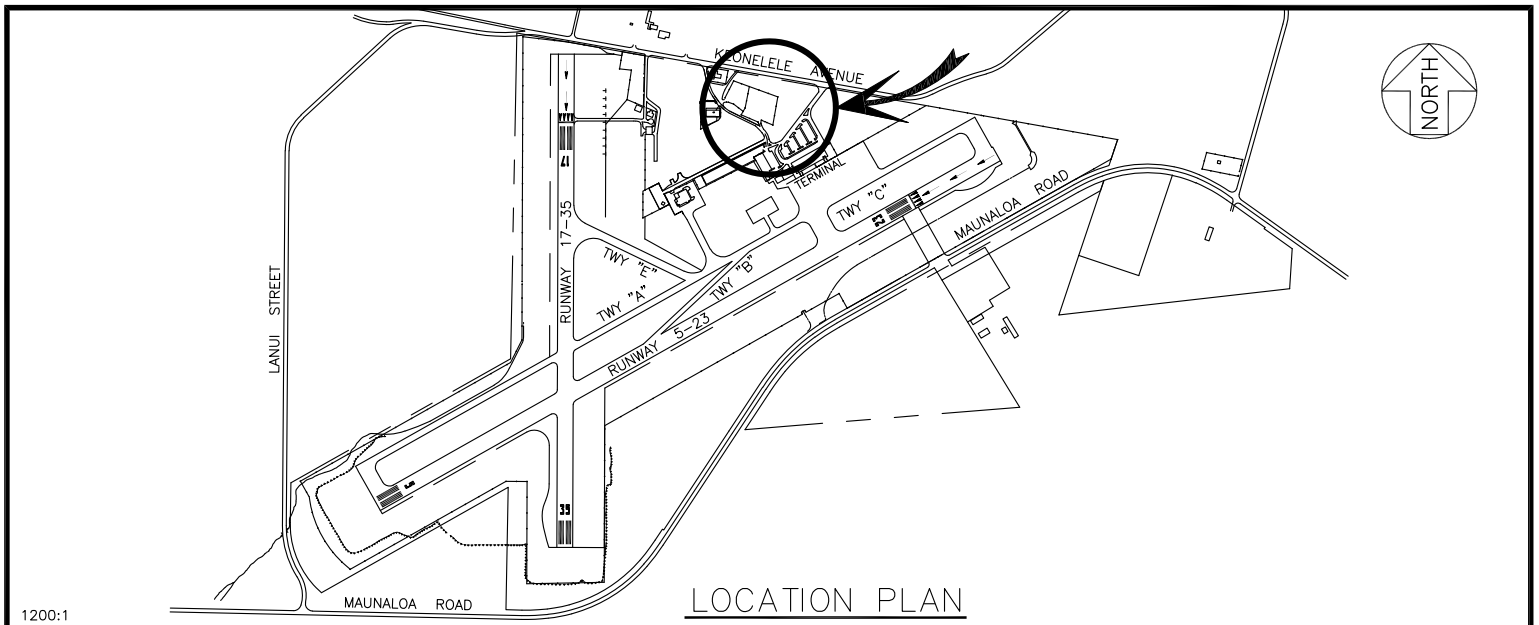 KEONELELE AVENUE
NORTH
17
TERMINAL
TWY "C"
23
MAUNALOA ROAD
RUNWAY 17-35
TWY "E"
TWY "B"
TWY "A"
LANUI STREET
RUNWAY 5-23
5
35
MAUNALOA ROAD
LOCATION PLAN
1200:1